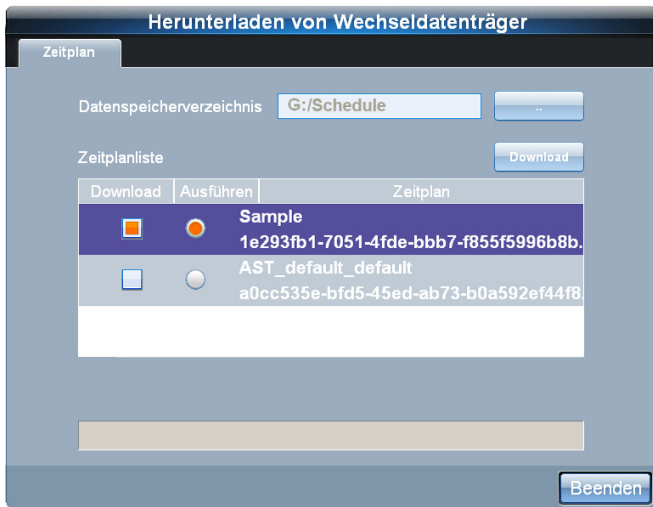 Herunterladen von Wechseldatenträger
Zeitplan
Datenspeicherverzeichnis G:/Schedule ..
Zeitplanliste Download
Download Ausführen Zeitplan
Sample
1e293fb1-7051-4fde-bbb7-f855f5996b8b.
AST_default_default
a0cc535e-bfd5-45ed-ab73-b0a592ef44f8.
Beenden